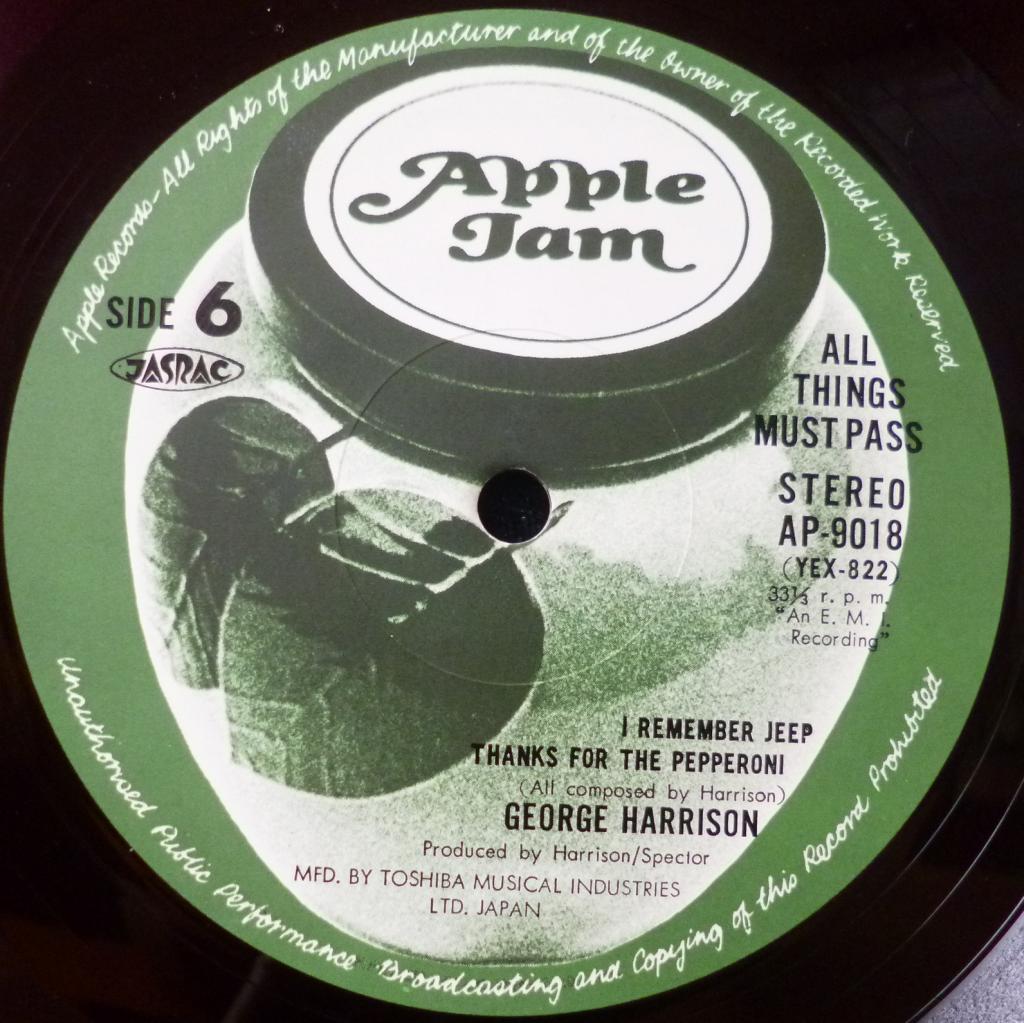 Apple Records-All Rights of the Manufacturer and of the Owner of the Recorded Work Reserved
Apple
Jam
SIDE 6
JASRAC
ALL
THINGS
MUST PASS
STEREO
AP-9018
(YEX-822)
33⅓ r. p. m.
"An E. M. I.
Recording"
I REMEMBER JEEP
THANKS FOR THE PEPPERONI
(All composed by Harrison)
GEORGE HARRISON
Produced by Harrison/Spector
MFD. BY TOSHIBA MUSICAL INDUSTRIES
LTD. JAPAN
Unauthorised Public Performance Broadcasting and Copying of this Record Prohibited